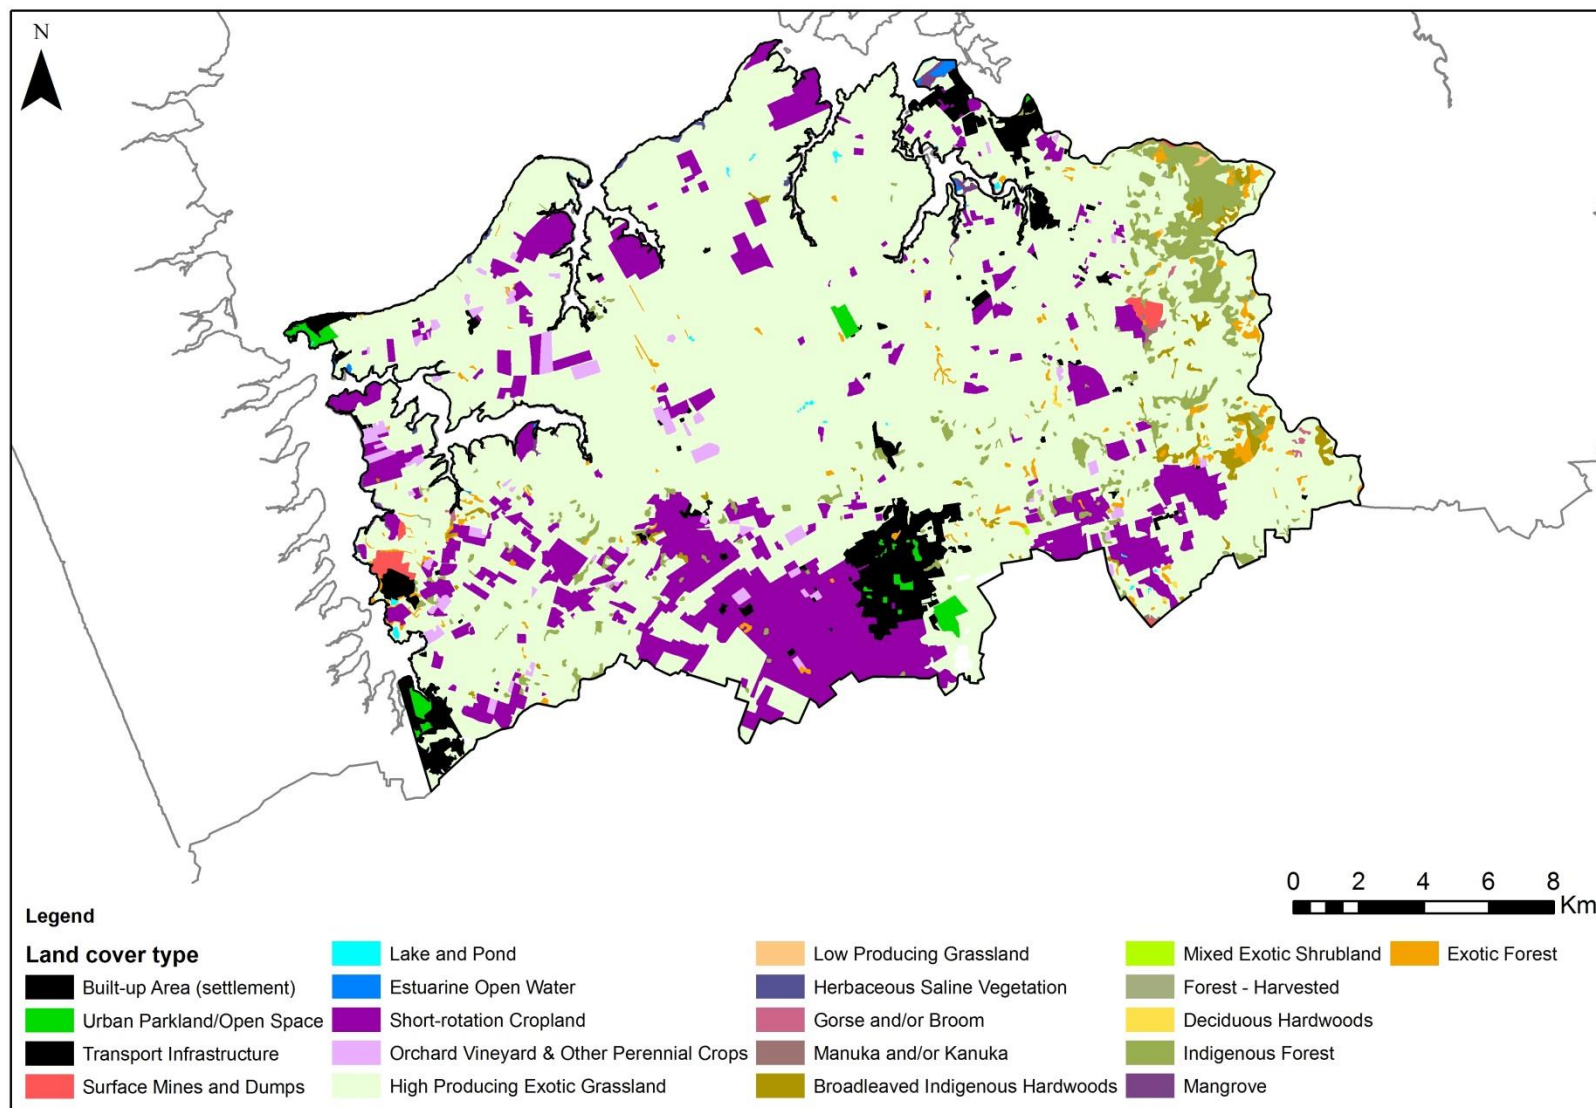 N
0 2 4 6 8
Km
Legend
Land cover type
Built-up Area (settlement)
Urban Parkland/Open Space
Transport Infrastructure
Surface Mines and Dumps
Lake and Pond
Estuarine Open Water
Short-rotation Cropland
Orchard Vineyard & Other Perennial Crops
High Producing Exotic Grassland
Low Producing Grassland
Herbaceous Saline Vegetation
Gorse and/or Broom
Manuka and/or Kanuka
Broadleaved Indigenous Hardwoods
Mixed Exotic Shrubland
Forest - Harvested
Deciduous Hardwoods
Indigenous Forest
Mangrove
Exotic Forest